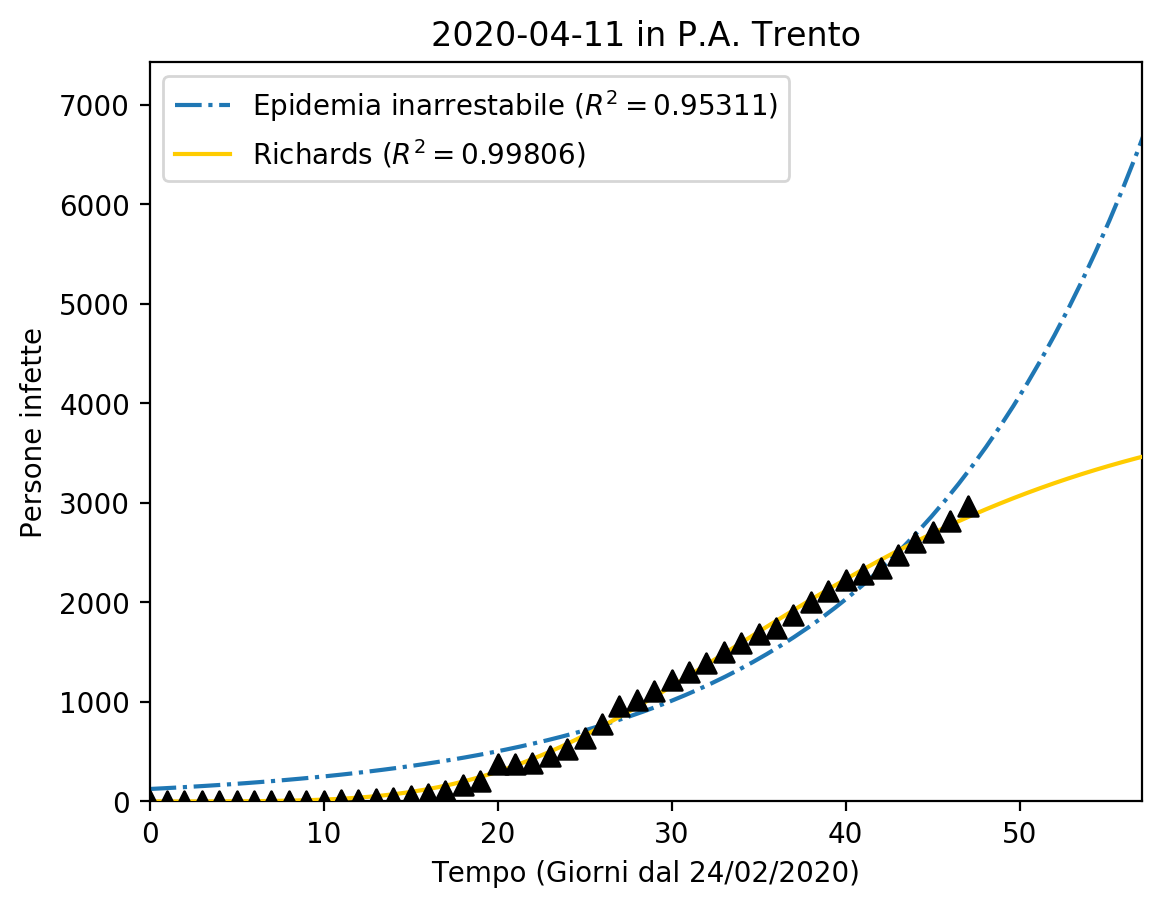 2020-04-11 in P.A. Trento
Epidemia inarrestabile (R² = 0.95311)
Richards (R² = 0.99806)
7000
6000
5000
4000
3000
2000
1000
0
Persone infette
0 10 20 30 40 50
Tempo (Giorni dal 24/02/2020)